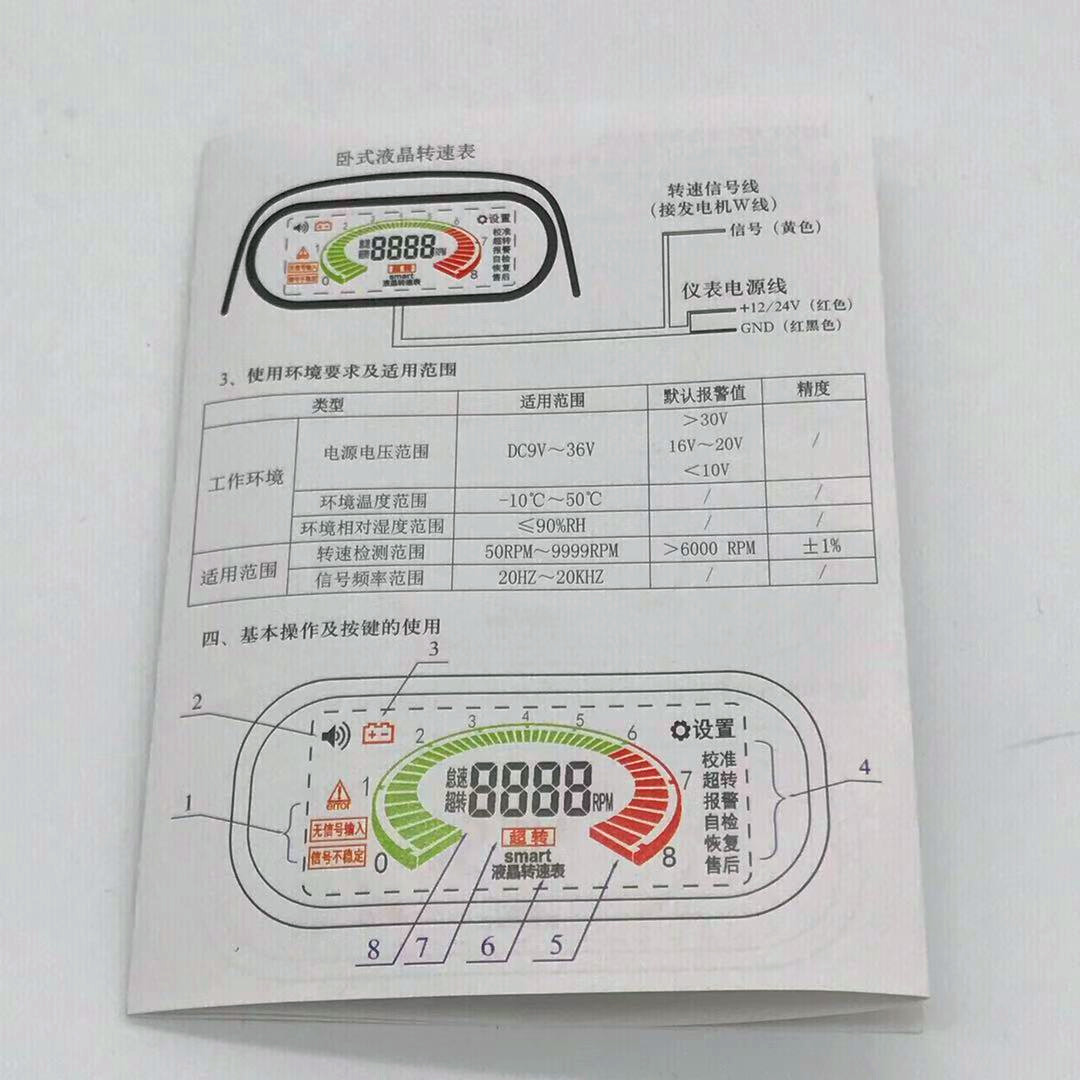 卧式液晶转速表
转速信号线
(接发电机W线)
信号（黄色）
仪表电源线
+12/24V（红色）
GND（红黑色）
设置
校准
超转
报警
自检
恢复
售后
0 1 2 6 7 8
8888
超转
smart
液晶转速表
3、使用环境要求及适用范围
类型 适用范围 默认报警值 精度
工作环境 电源电压范围 DC9V～36V ＞30V /
16V～20V
＜10V
环境温度范围 -10℃～50℃ / /
环境相对湿度范围 ≤90%RH / /
适用范围 转速检测范围 50RPM～9999RPM ＞6000 RPM ±1%
信号频率范围 20HZ～20KHZ / /
四、基本操作及按键的使用
3
2
1
4
设置
校准
超转
报警
自检
恢复
售后
error
无信号输入
信号不稳定
0 1 2 3 4 5 6 7 8
怠速
超转 8888 RPM
超转
smart
液晶转速表
8 7 6 5